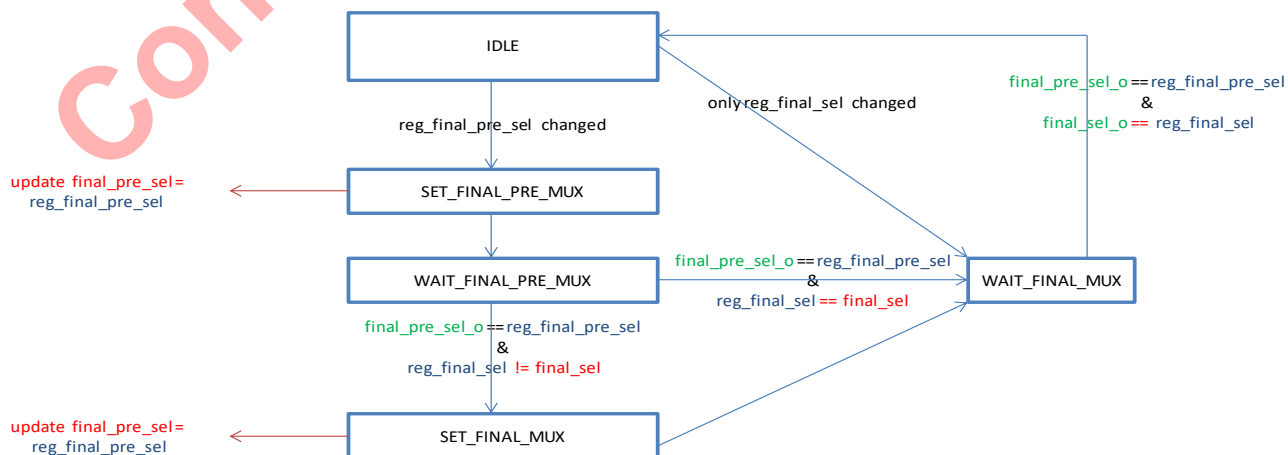 IDLE
final_pre_sel_o ==reg_final_pre_sel
&
final_sel_o == reg_final_sel
only reg_final_sel changed
reg_final_pre_sel changed
update final_pre_sel=
reg_final_pre_sel
SET_FINAL_PRE_MUX
WAIT_FINAL_PRE_MUX
final_pre_sel_o ==reg_final_pre_sel
&
reg_final_sel == final_sel
WAIT_FINAL_MUX
final_pre_sel_o ==reg_final_pre_sel
&
reg_final_sel != final_sel
update final_pre_sel=
reg_final_pre_sel
SET_FINAL_MUX